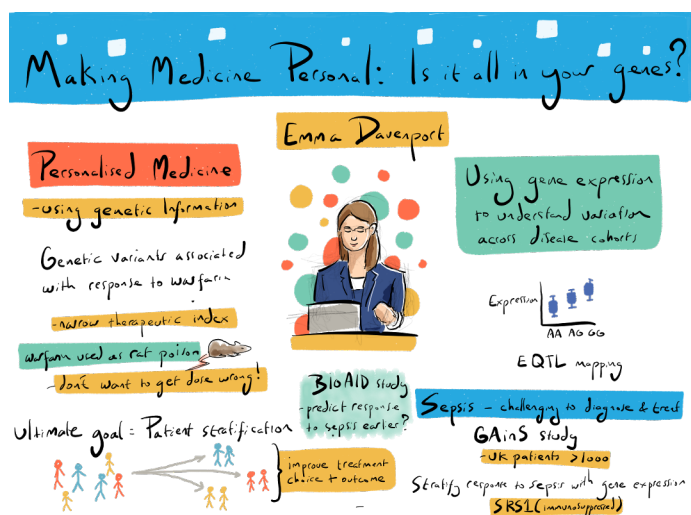 Making Medicine Personal: Is it all in your genes?
Emma Davenport
Personalised Medicine
-using genetic Information
Genetic variants associated
with response to warfarin
-narrow therapeutic index
warfarin used as rat poison
-don't want to get dose wrong!
ultimate goal = Patient stratification
improve treatment
choice + outcome
BioAID study
-predict response
to sepsis earlier?
Using gene expression
to understand variation
across disease cohorts
Expression
AA AG GG
EQTL mapping
Sepsis - challenging to diagnose & treat
GAinS study
-UK patients >1000
Stratify response to sepsis with gene expression
SRS1 (immunosuppressed)